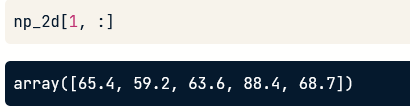 np_2d[1, :]
array([65.4, 59.2, 63.6, 88.4, 68.7])